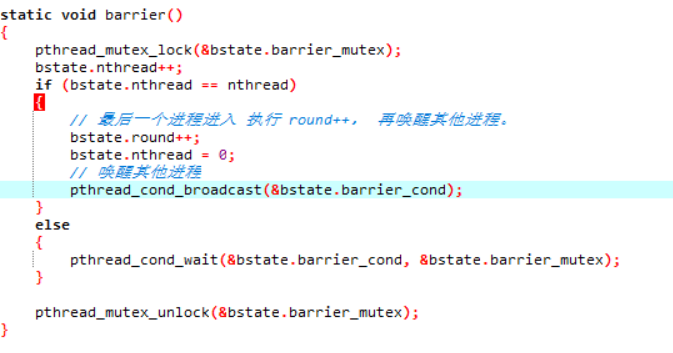 static void barrier()
{
    pthread_mutex_lock(&bstate.barrier_mutex);
    bstate.nthread++;
    if (bstate.nthread == nthread)
    {
        // 最后一个进程进入 执行 round++， 再唤醒其他进程。
        bstate.round++;
        bstate.nthread = 0;
        // 唤醒其他进程
        pthread_cond_broadcast(&bstate.barrier_cond);
    }
    else
    {
        pthread_cond_wait(&bstate.barrier_cond, &bstate.barrier_mutex);
    }

    pthread_mutex_unlock(&bstate.barrier_mutex);
}